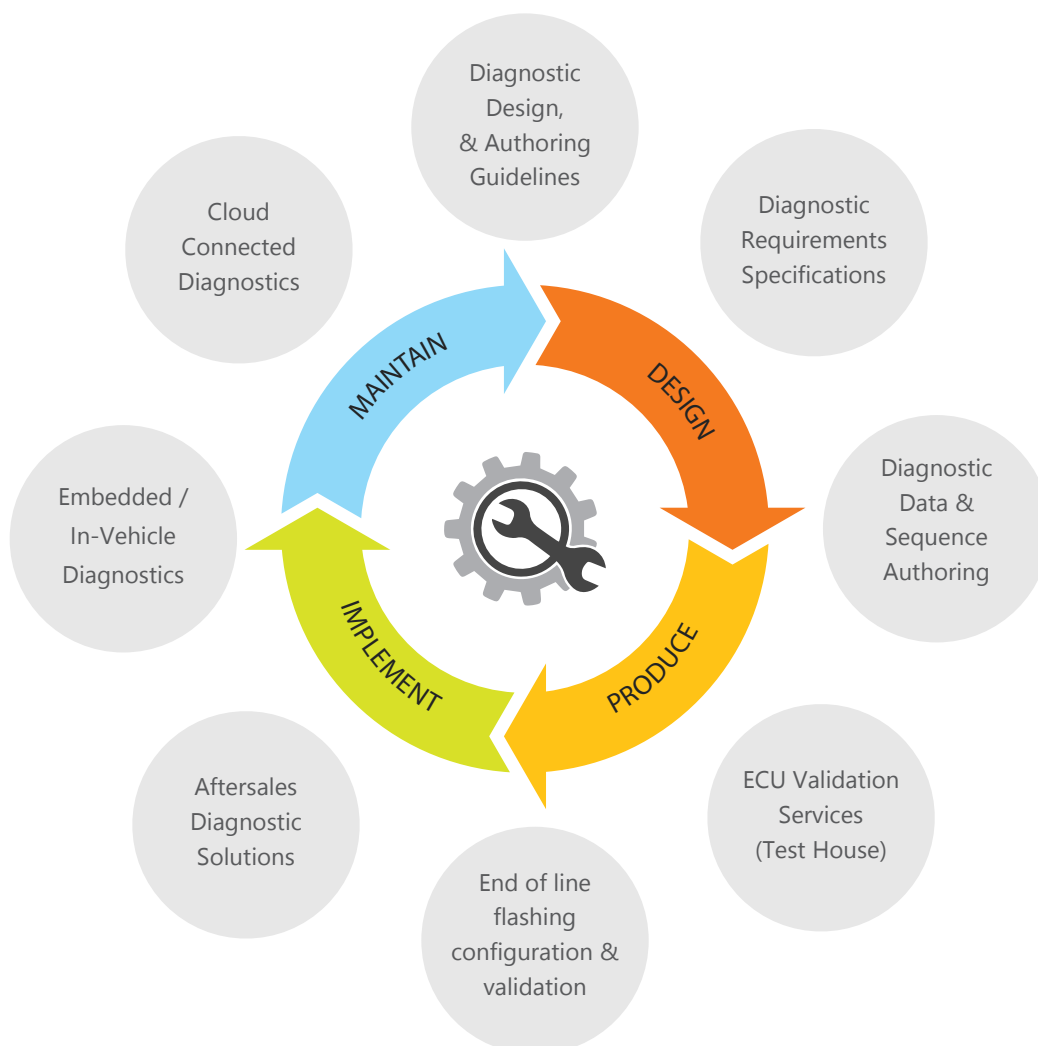 Diagnostic
Design,
& Authoring
Guidelines
Diagnostic
Requirements
Specifications
Diagnostic
Data &
Sequence
Authoring
ECU Validation
Services
(Test House)
End of line
flashing
configuration &
validation
Aftersales
Diagnostic
Solutions
Embedded /
In-Vehicle
Diagnostics
Cloud
Connected
Diagnostics
DESIGN
PRODUCE
IMPLEMENT
MAINTAIN